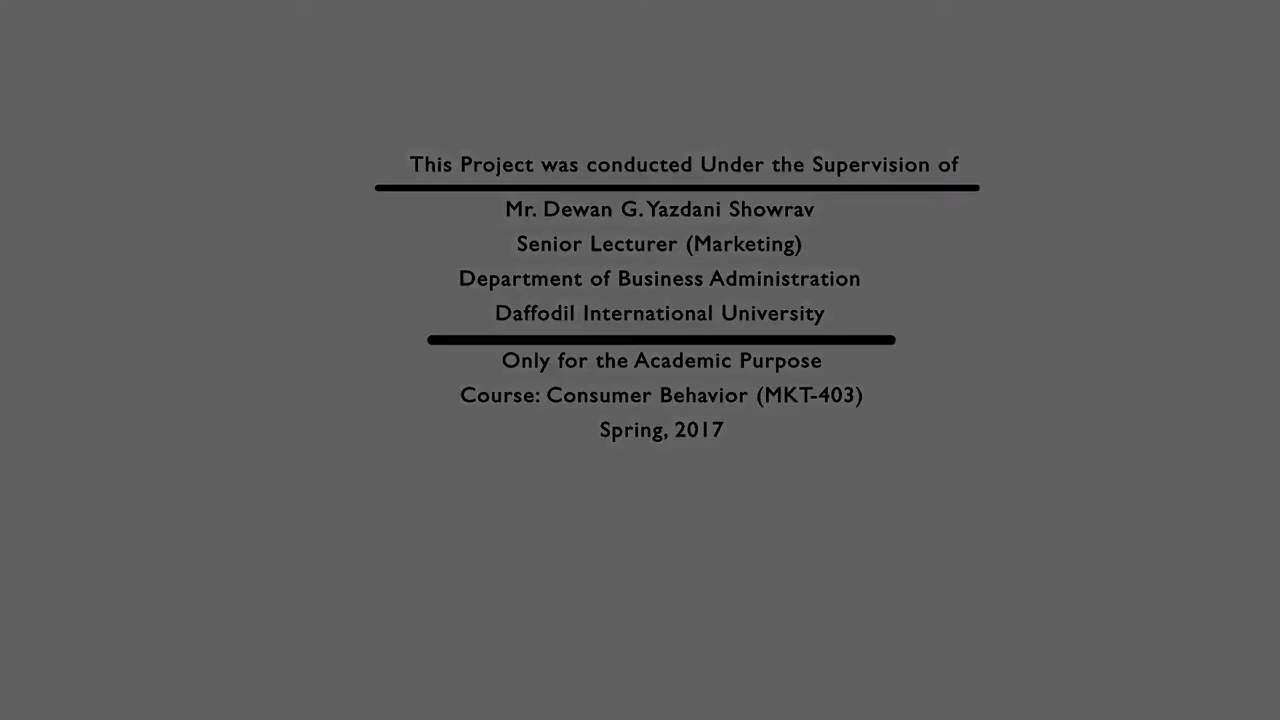 This Project was conducted Under the Supervision of
Mr. Dewan G. Yazdani Showrav
Senior Lecturer (Marketing)
Department of Business Administration
Daffodil International University
Only for the Academic Purpose
Course: Consumer Behavior (MKT-403)
Spring, 2017